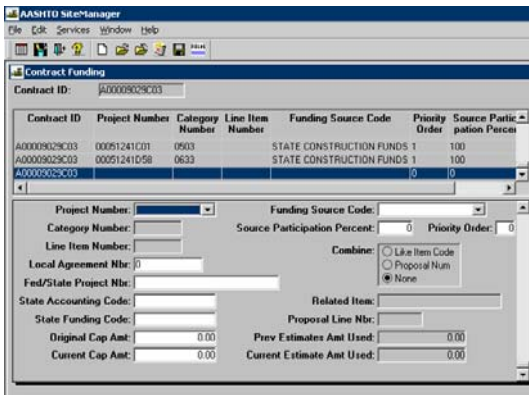 AASHTO SiteManager
File Edit Services Window Help
Contract Funding
Contract ID: A00009029C03
Contract ID Project Number Category Number Line Item Number Funding Source Code Priority Order Source Partic pation Percen
A00009029C03 00051241C01 0503 STATE CONSTRUCTION FUNDS 1 100
A00009029C03 00051241D58 0633 STATE CONSTRUCTION FUNDS 1 100
A00009029C03 0 0
Project Number: Funding Source Code:
Category Number: Source Participation Percent: 0 Priority Order: 0
Line Item Number: Combine: Like Item Code
Local Agreement Nbr: 0 Proposal Num
Fed/State Project Nbr: None
State Accounting Code: Related Item:
State Funding Code: Proposal Line Nbr:
Original Cap Amt: 0.00 Prev Estimates Amt Used: 0.00
Current Cap Amt: 0.00 Current Estimate Amt Used: 0.00